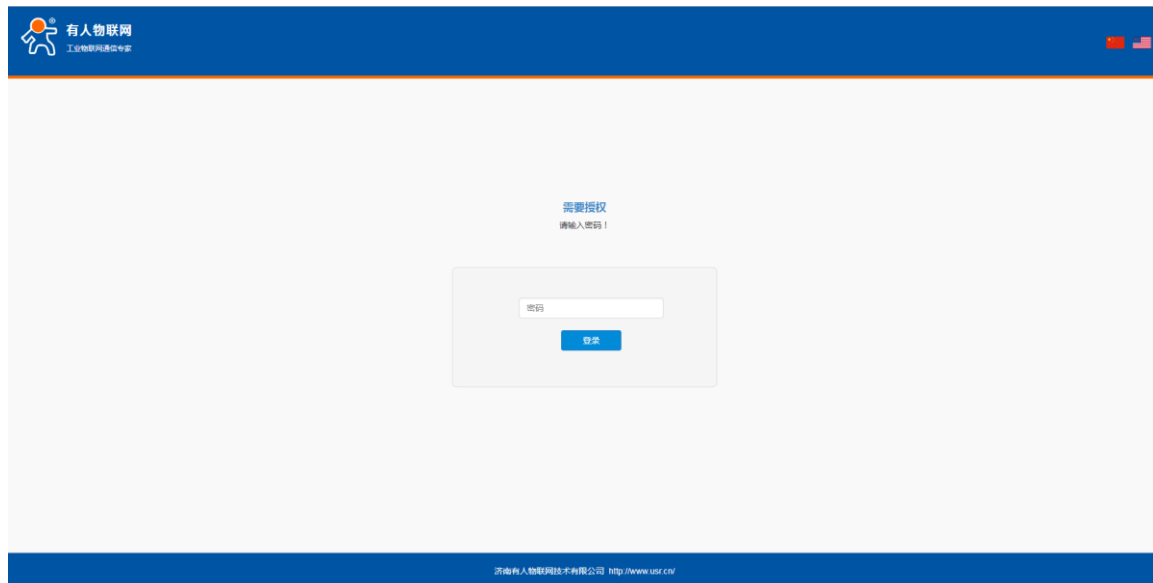 有人物联网
工业物联网通信专家
需要授权
请输入密码！
密码
登录
济南有人物联网技术有限公司 http://www.usr.cn/